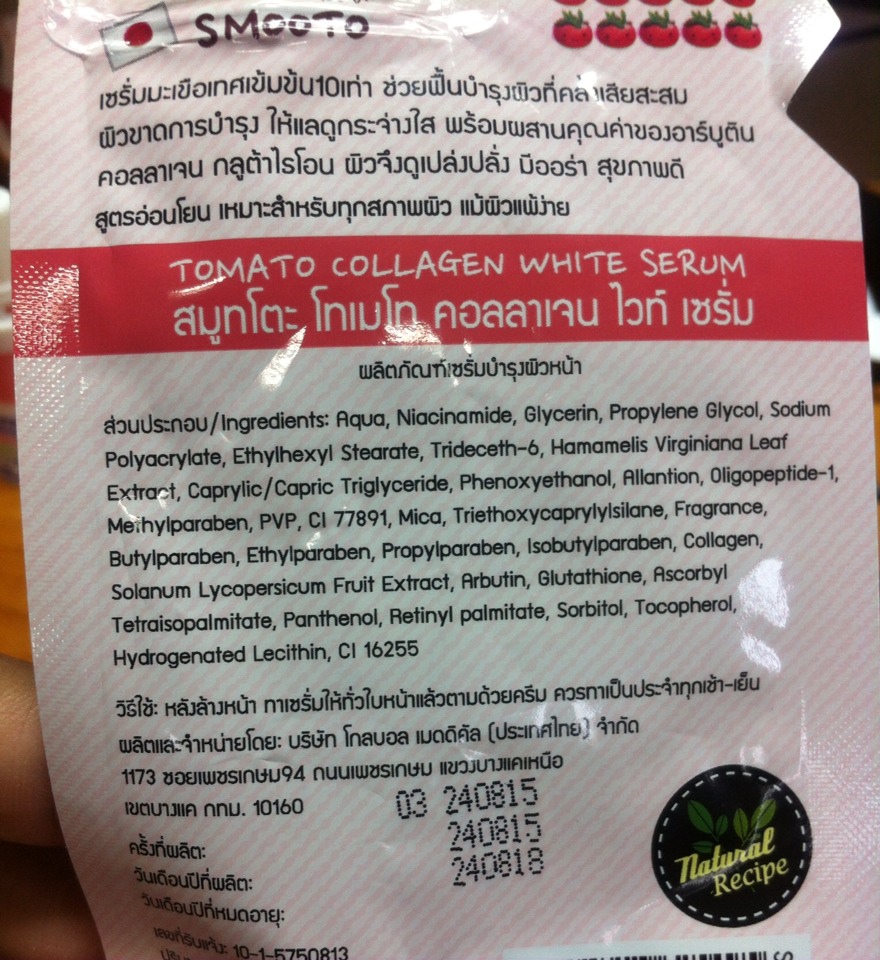 SMOOTO
เซรั่มมะเขือเทศเข้มข้น10เท่า ช่วยฟื้นบำรุงผิวที่คล้ำเสียสะสม
ผิวขาดการบำรุง ให้แลดูกระจ่างใส พร้อมผสานคุณค่าของอาร์บูติน
คอลลาเจน กลูต้าไธโอน ผิวจึงดูเปล่งปลั่ง มีออร่า สุขภาพดี
สูตรอ่อนโยน เหมาะสำหรับทุกสภาพผิว แม้ผิวแพ้ง่าย
TOMATO COLLAGEN WHITE SERUM
สมูทโตะ โทเมโท คอลลาเจน ไวท์ เซรั่ม
ผลิตภัณฑ์เซรั่มบำรุงผิวหน้า
ส่วนประกอบ/Ingredients: Aqua, Niacinamide, Glycerin, Propylene Glycol, Sodium
Polyacrylate, Ethylhexyl Stearate, Trideceth-6, Hamamelis Virginiana Leaf
Extract, Caprylic/Capric Triglyceride, Phenoxyethanol, Allantion, Oligopeptide-1,
Methylparaben, PVP, CI 77891, Mica, Triethoxycaprylylsilane, Fragrance,
Butylparaben, Ethylparaben, Propylparaben, Isobutylparaben, Collagen,
Solanum Lycopersicum Fruit Extract, Arbutin, Glutathione, Ascorbyl
Tetraisopalmitate, Panthenol, Retinyl palmitate, Sorbitol, Tocopherol,
Hydrogenated Lecithin, CI 16255
วิธีใช้: หลังล้างหน้า ทาเซรั่มให้ทั่วใบหน้าแล้วตามด้วยครีม ควรทาเป็นประจำทุกเช้า-เย็น
ผลิตและจำหน่ายโดย: บริษัท โกลบอล เมดดิคัล (ประเทศไทย) จำกัด
1173 ซอยเพชรเกษม94 ถนนเพชรเกษม แขวงบางแคเหนือ
เขตบางแค กทม. 10160
03 240815
ครั้งที่ผลิต: 240815
วันเดือนปีที่ผลิต: 240818
วันเดือนปีที่หมดอายุ:
เลขที่รับแจ้ง: 10-1-5750813
Natural
Recipe